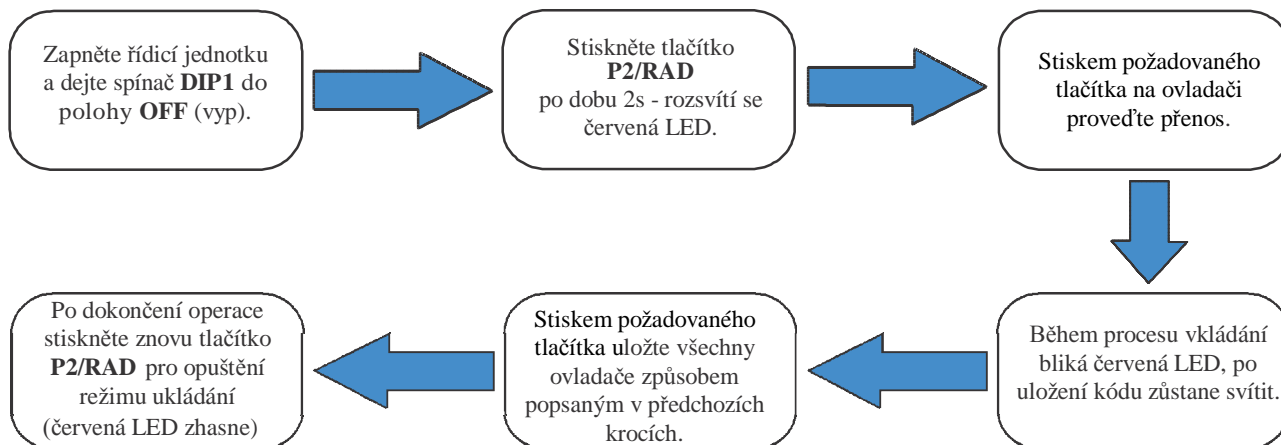 Zapněte řídicí jednotku
a dejte spínač DIP1 do
polohy OFF (vyp).
Stiskněte tlačítko
P2/RAD
po dobu 2s - rozsvítí se
červená LED.
Stiskem požadovaného
tlačítka na ovladači
proveďte přenos.
Během procesu vkládání
bliká červená LED, po
uložení kódu zůstane svítit.
Stiskem požadovaného
tlačítka uložte všechny
ovladače způsobem
popsaným v předchozích
krocích.
Po dokončení operace
stiskněte znovu tlačítko
P2/RAD pro opuštění
režimu ukládání
(červená LED zhasne)